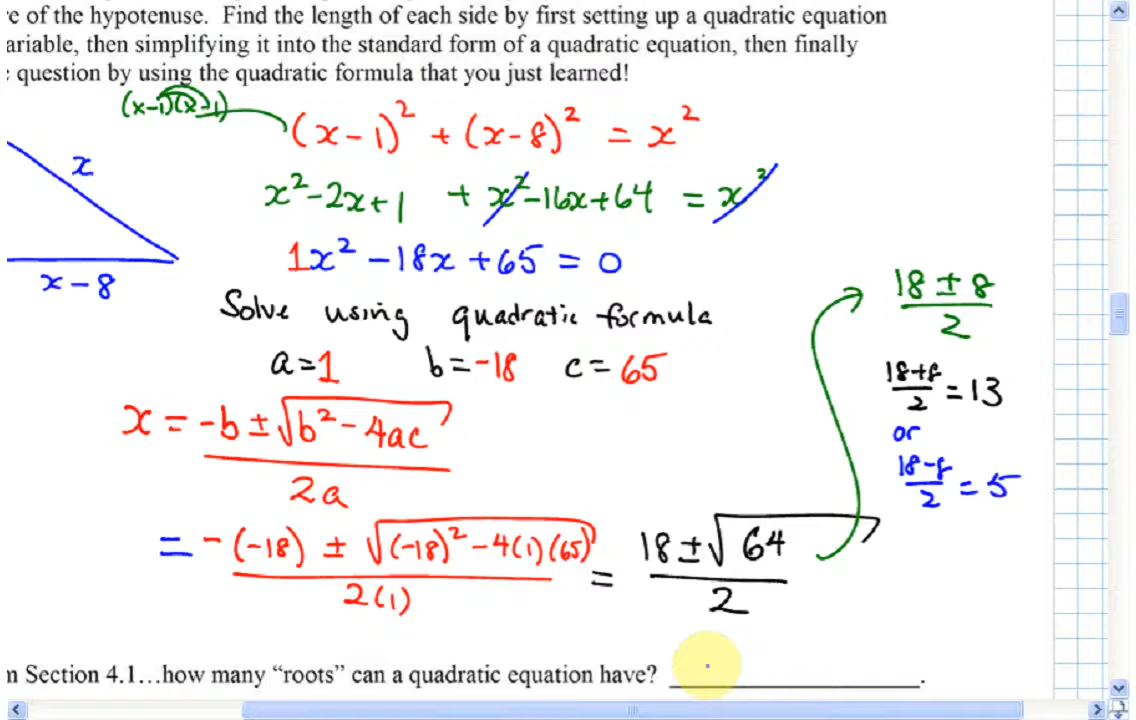 e of the hypotenuse. Find the length of each side by first setting up a quadratic equation
ariable, then simplifying it into the standard form of a quadratic equation, then finally
question by using the quadratic formula that you just learned!
(x-1)(x-1)
(x-1)² + (x-8)² = x²
x
x²-2x+1 + x²-16x+64 = x²
1x² -18x +65 = 0
x-8
Solve using quadratic formula
a=1 b=-18 c=65
x = -b±√b²-4ac
2a
= -(-18) ± √(-18)²-4(1)(65)
2(1)
= 18±√64
2
18±8
2
18+8
2 = 13
or
18-8
2 = 5
n Section 4.1…how many “roots” can a quadratic equation have? ____________________.